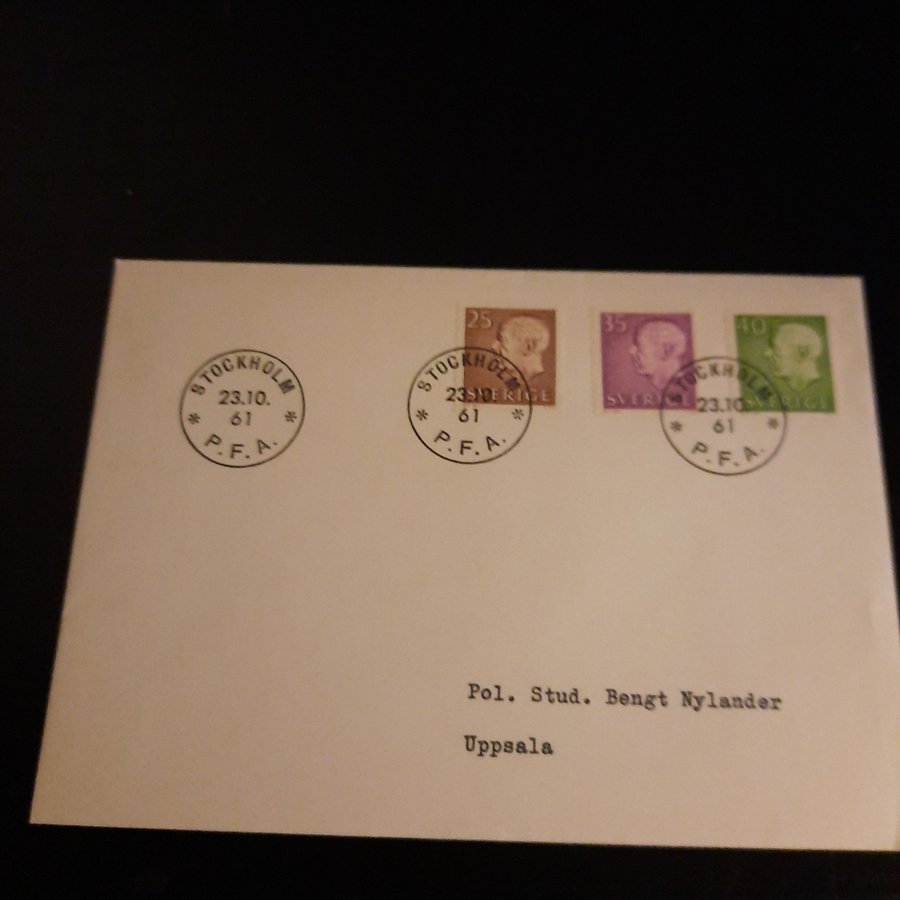 25
SVERIGE
35
SVERIGE
40
SVERIGE
STOCKHOLM
23.10.
61
* P.F.A. *
STOCKHOLM
23.10.
61
* P.F.A. *
STOCKHOLM
23.10.
61
* P.F.A. *
Pol. Stud. Bengt Nylander
Uppsala